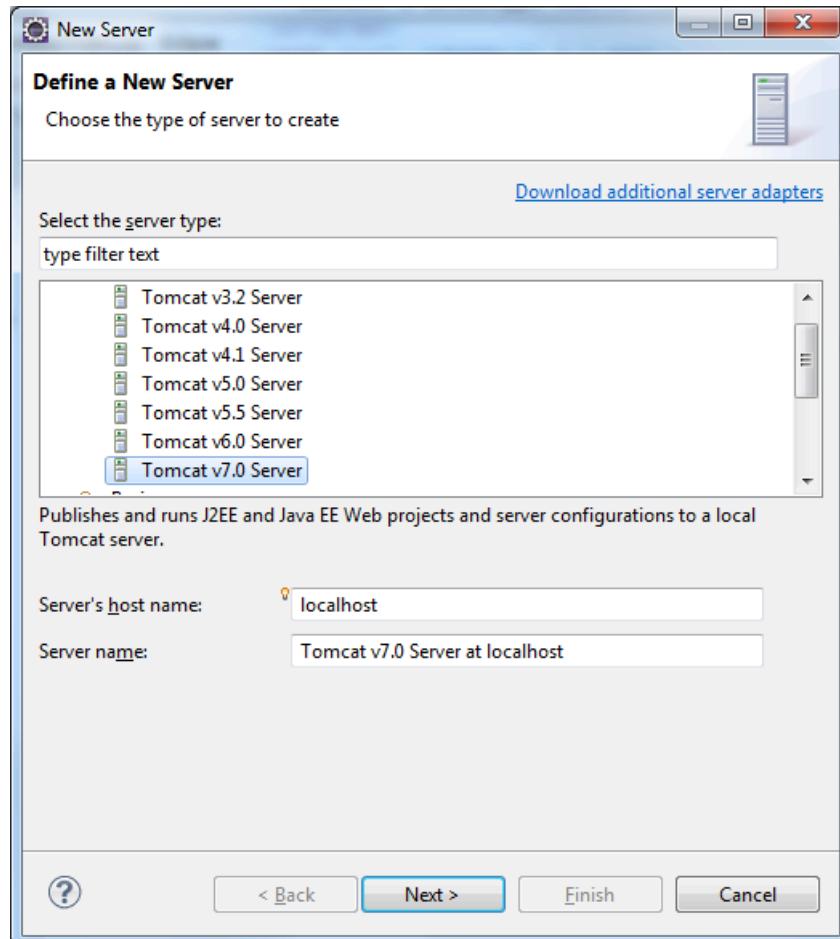 New Server
Define a New Server
Choose the type of server to create
Download additional server adapters
Select the server type:
type filter text
Tomcat v3.2 Server
Tomcat v4.0 Server
Tomcat v4.1 Server
Tomcat v5.0 Server
Tomcat v5.5 Server
Tomcat v6.0 Server
Tomcat v7.0 Server
Publishes and runs J2EE and Java EE Web projects and server configurations to a local
Tomcat server.
Server's host name: localhost
Server name: Tomcat v7.0 Server at localhost
? < Back Next > Finish Cancel